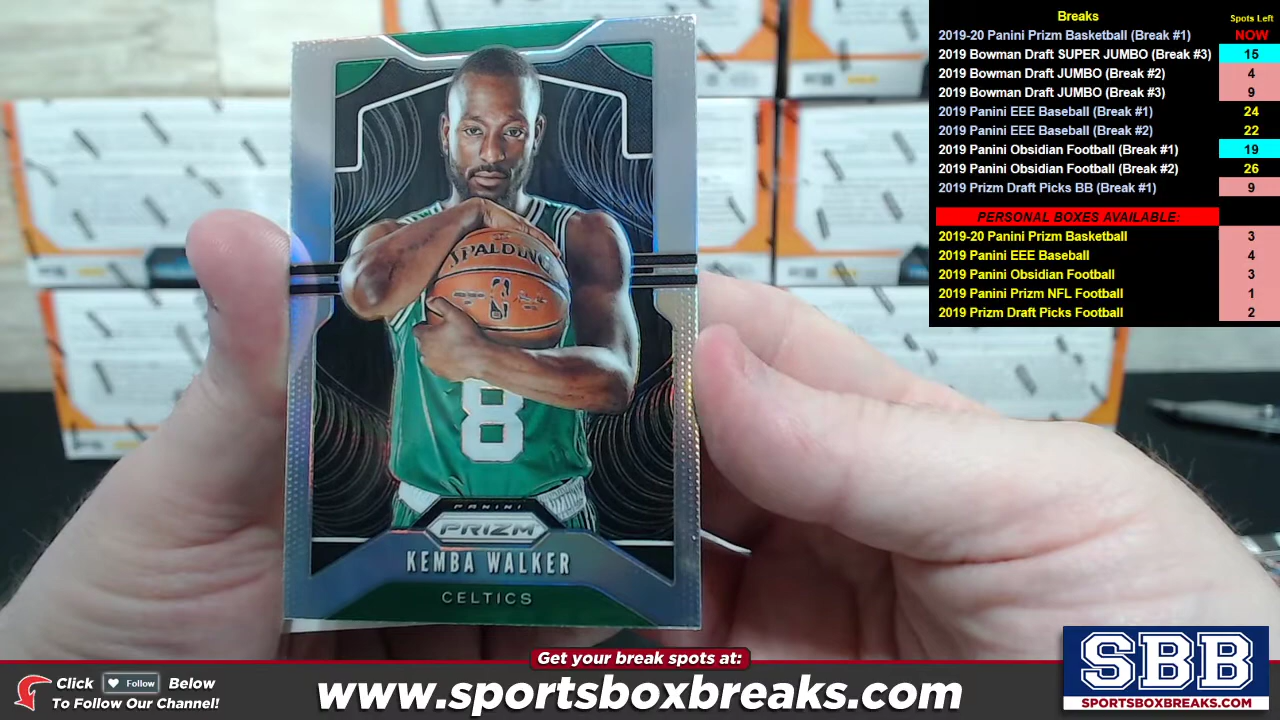 Breaks Spots Left
2019-20 Panini Prizm Basketball (Break #1) NOW
2019 Bowman Draft SUPER JUMBO (Break #3) 15
2019 Bowman Draft JUMBO (Break #2) 4
2019 Bowman Draft JUMBO (Break #3) 9
2019 Panini EEE Baseball (Break #1) 24
2019 Panini EEE Baseball (Break #2) 22
2019 Panini Obsidian Football (Break #1) 19
2019 Panini Obsidian Football (Break #2) 26
2019 Prizm Draft Picks BB (Break #1) 9
PERSONAL BOXES AVAILABLE:
2019-20 Panini Prizm Basketball 3
2019 Panini EEE Baseball 4
2019 Panini Obsidian Football 3
2019 Panini Prizm NFL Football 1
2019 Prizm Draft Picks Football 2
SPALDING
8
PANINI
PRIZM
KEMBA WALKER
CELTICS
Get your break spots at:
Click Follow Below
To Follow Our Channel!
www.sportsboxbreaks.com
SBB
SPORTSBOXBREAKS.COM